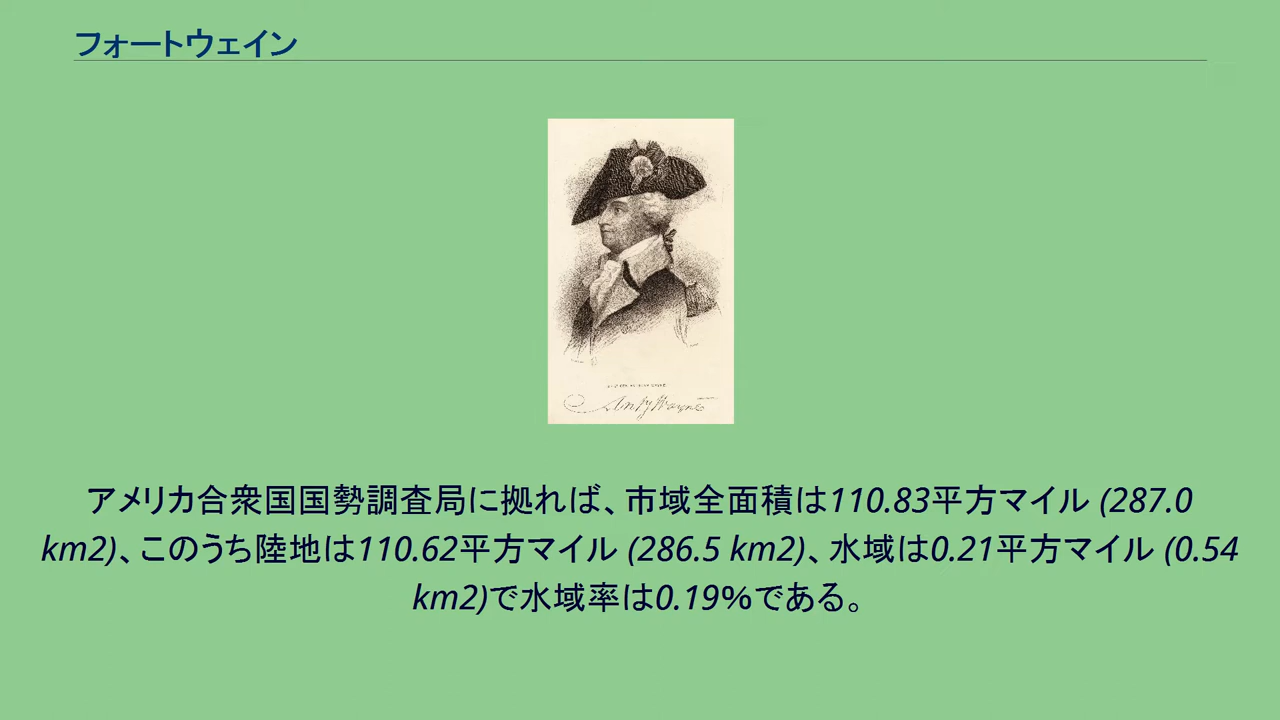 フォートウェイン
Anty Wayne
アメリカ合衆国国勢調査局に拠れば、市域全面積は110.83平方マイル (287.0
km2)、このうち陸地は110.62平方マイル (286.5 km2)、水域は0.21平方マイル (0.54
km2)で水域率は0.19%である。